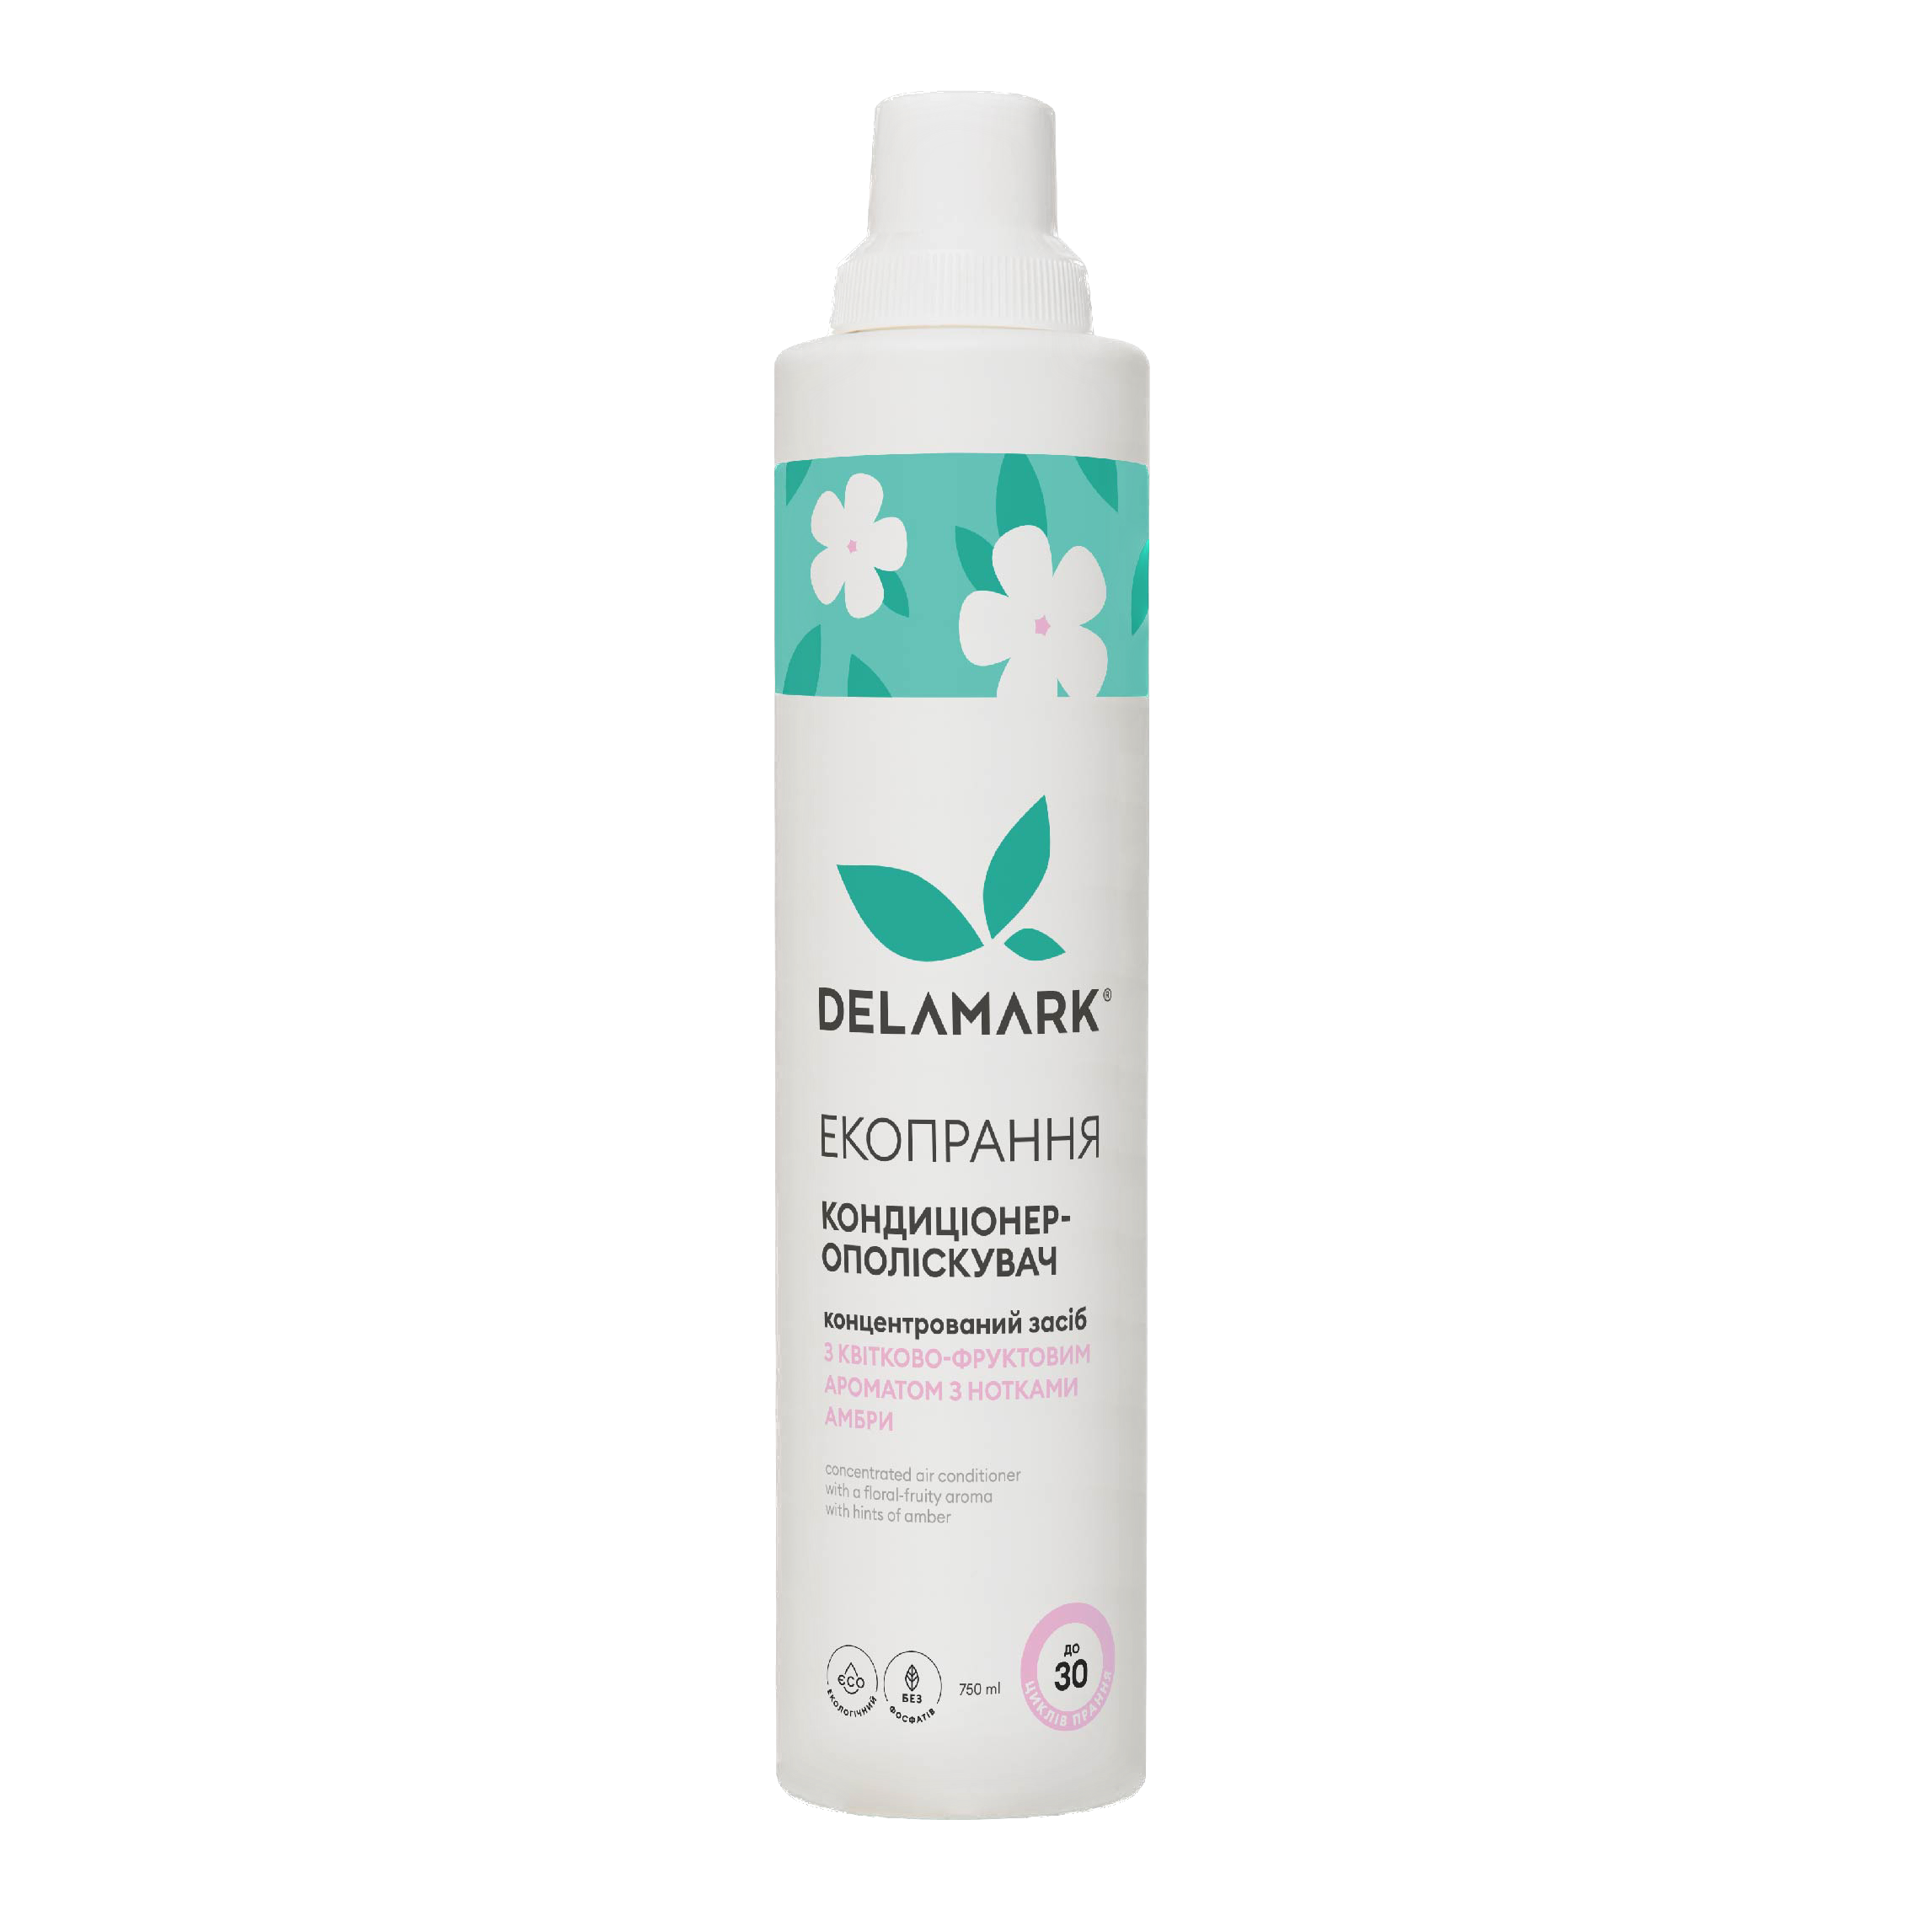 DELAMARK®
ЕКОПРАННЯ
КОНДИЦІОНЕР-
ОПОЛІСКУВАЧ
концентрований засіб
З КВІТКОВО-ФРУКТОВИМ
АРОМАТОМ З НОТКАМИ
АМБРИ
concentrated air conditioner
with a floral-fruity aroma
with hints of amber
єco
ЕКОЛОГІЧНИЙ
БЕЗ
ФОСФАТІВ
750 ml
ДО
30
ЦИКЛІВ ПРАННЯ